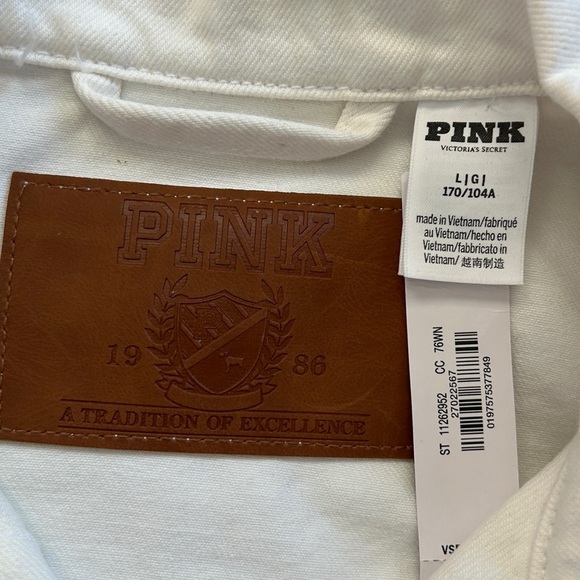 PINK
19 86
A TRADITION OF EXCELLENCE
PINK
VICTORIA'S SECRET
L|G|
170/104A
made in Vietnam/fabriqué
au Vietnam/hecho en
Vietnam/fabbricato in
Vietnam/ 越南制造
ST 11262952 CC 76WN
27022567
0197575377849